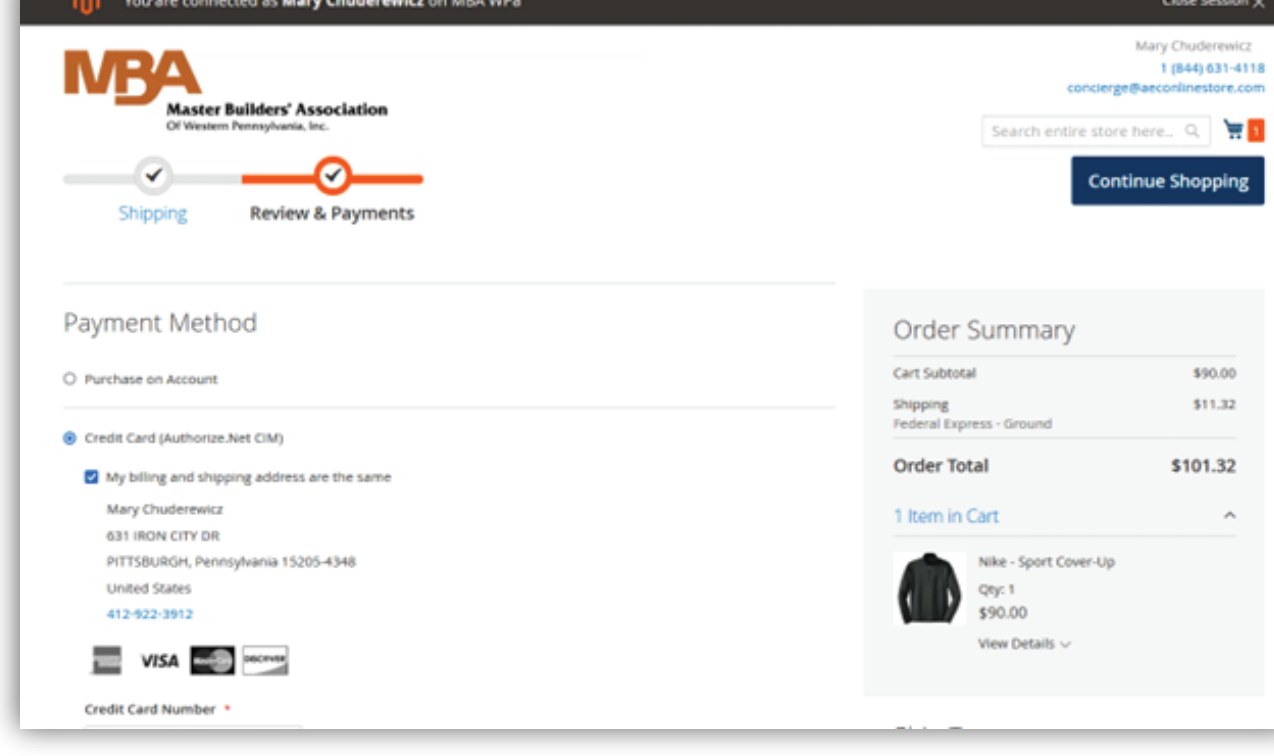 You are connected as Mary Chuderewicz on MBA WPa
Close Session X
MBA
Master Builders' Association
Of Western Pennsylvania, Inc.
Mary Chuderewicz
1 (844) 631-4118
concierge@aeconlinestore.com
Search entire store here..
1
Continue Shopping
Shipping
Review & Payments
Payment Method
Purchase on Account
Credit Card (Authorize.Net CIM)
My billing and shipping address are the same
Mary Chuderewicz
631 IRON CITY DR
PITTSBURGH, Pennsylvania 15205-4348
United States
412-922-3912
VISA
MasterCard
DISCOVER
Credit Card Number *
Order Summary
Cart Subtotal $90.00
Shipping $11.32
Federal Express - Ground
Order Total $101.32
1 Item in Cart
Nike - Sport Cover-Up
Qty: 1
$90.00
View Details